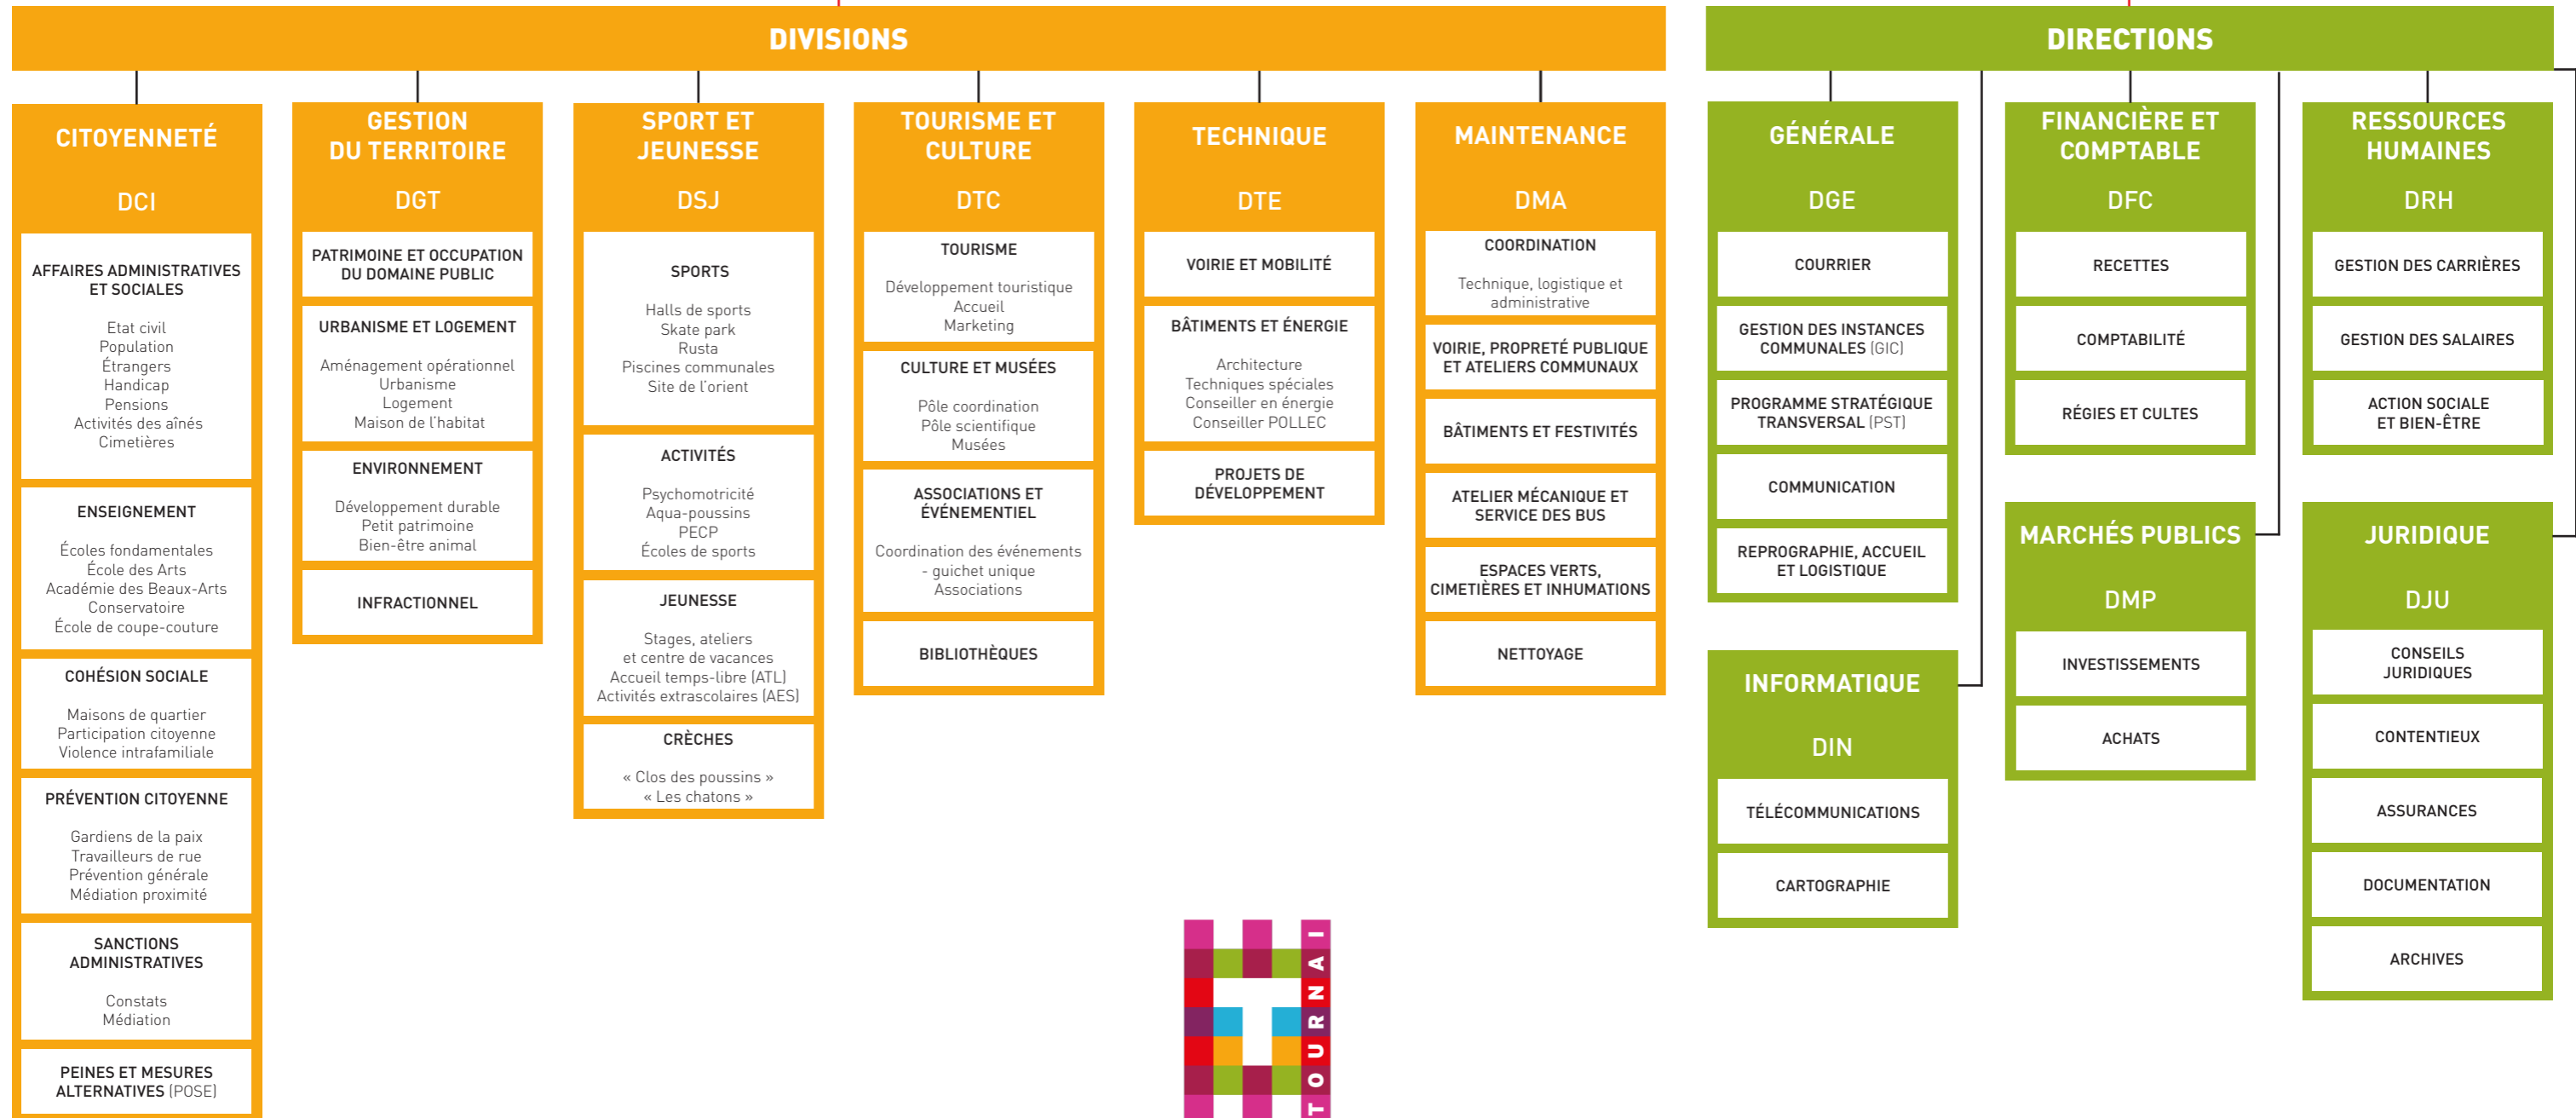 DIVISIONS
CITOYENNETÉ
DCI
AFFAIRES ADMINISTRATIVES
ET SOCIALES
Etat civil
Population
Étrangers
Handicap
Pensions
Activités des aînés
Cimetières
ENSEIGNEMENT
Écoles fondamentales
École des Arts
Académie des Beaux-Arts
Conservatoire
École de coupe-couture
COHÉSION SOCIALE
Maisons de quartier
Participation citoyenne
Violence intrafamiliale
PRÉVENTION CITOYENNE
Gardiens de la paix
Travailleurs de rue
Prévention générale
Médiation proximité
SANCTIONS
ADMINISTRATIVES
Constats
Médiation
PEINES ET MESURES
ALTERNATIVES (POSE)
GESTION
DU TERRITOIRE
DGT
PATRIMOINE ET OCCUPATION
DU DOMAINE PUBLIC
URBANISME ET LOGEMENT
Aménagement opérationnel
Urbanisme
Logement
Maison de l'habitat
ENVIRONNEMENT
Développement durable
Petit patrimoine
Bien-être animal
INFRACTIONNEL
SPORT ET
JEUNESSE
DSJ
SPORTS
Halls de sports
Skate park
Rusta
Piscines communales
Site de l'orient
ACTIVITÉS
Psychomotricité
Aqua-poussins
PECP
Écoles de sports
JEUNESSE
Stages, ateliers
et centre de vacances
Accueil temps-libre (ATL)
Activités extrascolaires (AES)
CRÈCHES
« Clos des poussins »
« Les chatons »
TOURISME ET
CULTURE
DTC
TOURISME
Développement touristique
Accueil
Marketing
CULTURE ET MUSÉES
Pôle coordination
Pôle scientifique
Musées
ASSOCIATIONS ET
ÉVÉNEMENTIEL
Coordination des événements
- guichet unique
Associations
BIBLIOTHÈQUES
TECHNIQUE
DTE
VOIRIE ET MOBILITÉ
BÂTIMENTS ET ÉNERGIE
Architecture
Techniques spéciales
Conseiller en énergie
Conseiller POLLEC
PROJETS DE
DÉVELOPPEMENT
MAINTENANCE
DMA
COORDINATION
Technique, logistique et
administrative
VOIRIE, PROPRETÉ PUBLIQUE
ET ATELIERS COMMUNAUX
BÂTIMENTS ET FESTIVITÉS
ATELIER MÉCANIQUE ET
SERVICE DES BUS
ESPACES VERTS,
CIMETIÈRES ET INHUMATIONS
NETTOYAGE
DIRECTIONS
GÉNÉRALE
DGE
COURRIER
GESTION DES INSTANCES
COMMUNALES (GIC)
PROGRAMME STRATÉGIQUE
TRANSVERSAL (PST)
COMMUNICATION
REPROGRAPHIE, ACCUEIL
ET LOGISTIQUE
INFORMATIQUE
DIN
TÉLÉCOMMUNICATIONS
CARTOGRAPHIE
FINANCIÈRE ET
COMPTABLE
DFC
RECETTES
COMPTABILITÉ
RÉGIES ET CULTES
MARCHÉS PUBLICS
DMP
INVESTISSEMENTS
ACHATS
RESSOURCES
HUMAINES
DRH
GESTION DES CARRIÈRES
GESTION DES SALAIRES
ACTION SOCIALE
ET BIEN-ÊTRE
JURIDIQUE
DJU
CONSEILS
JURIDIQUES
CONTENTIEUX
ASSURANCES
DOCUMENTATION
ARCHIVES
TOURNAI